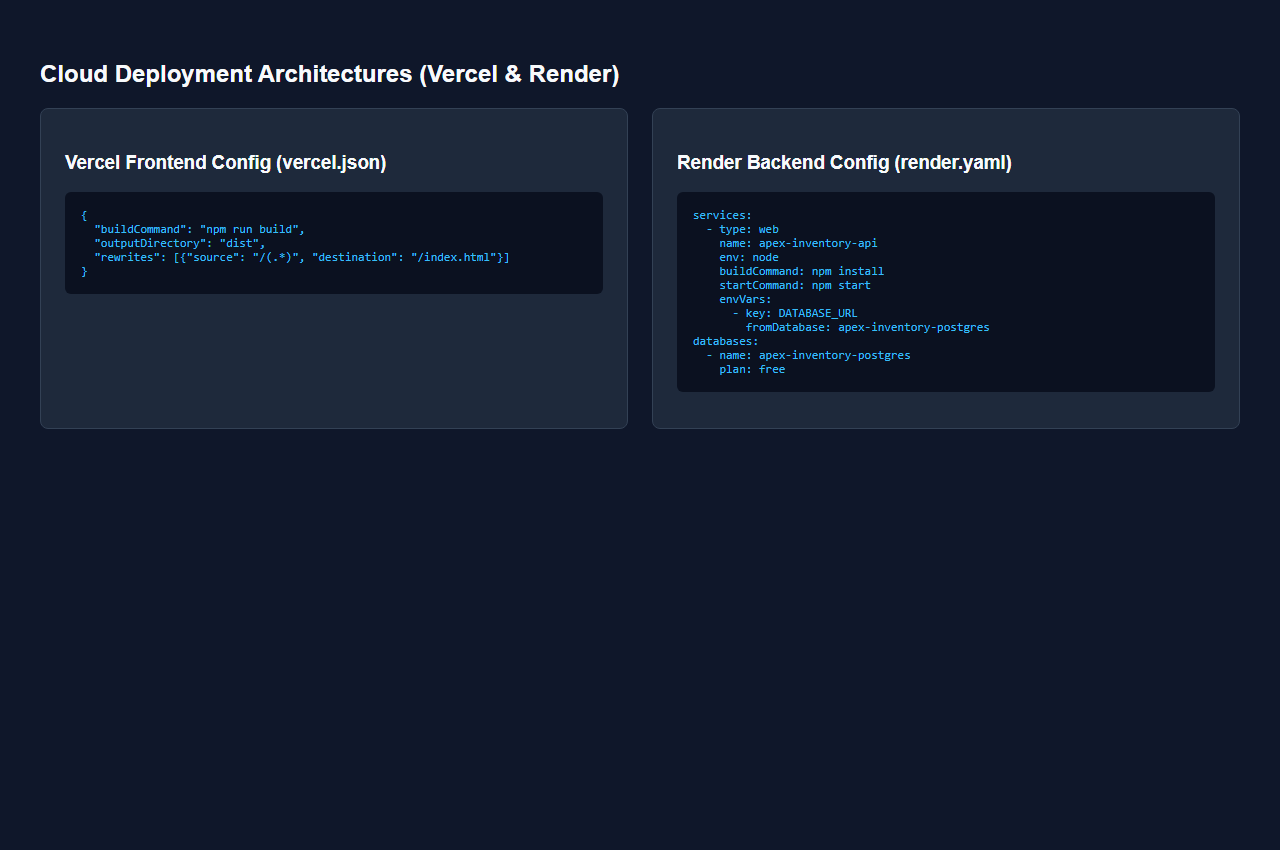 Cloud Deployment Architectures (Vercel & Render)
Vercel Frontend Config (vercel.json)
{
  "buildCommand": "npm run build",
  "outputDirectory": "dist",
  "rewrites": [{"source": "/(.*)", "destination": "/index.html"}]
}
Render Backend Config (render.yaml)
services:
  - type: web
    name: apex-inventory-api
    env: node
    buildCommand: npm install
    startCommand: npm start
    envVars:
      - key: DATABASE_URL
        fromDatabase: apex-inventory-postgres
databases:
  - name: apex-inventory-postgres
    plan: free